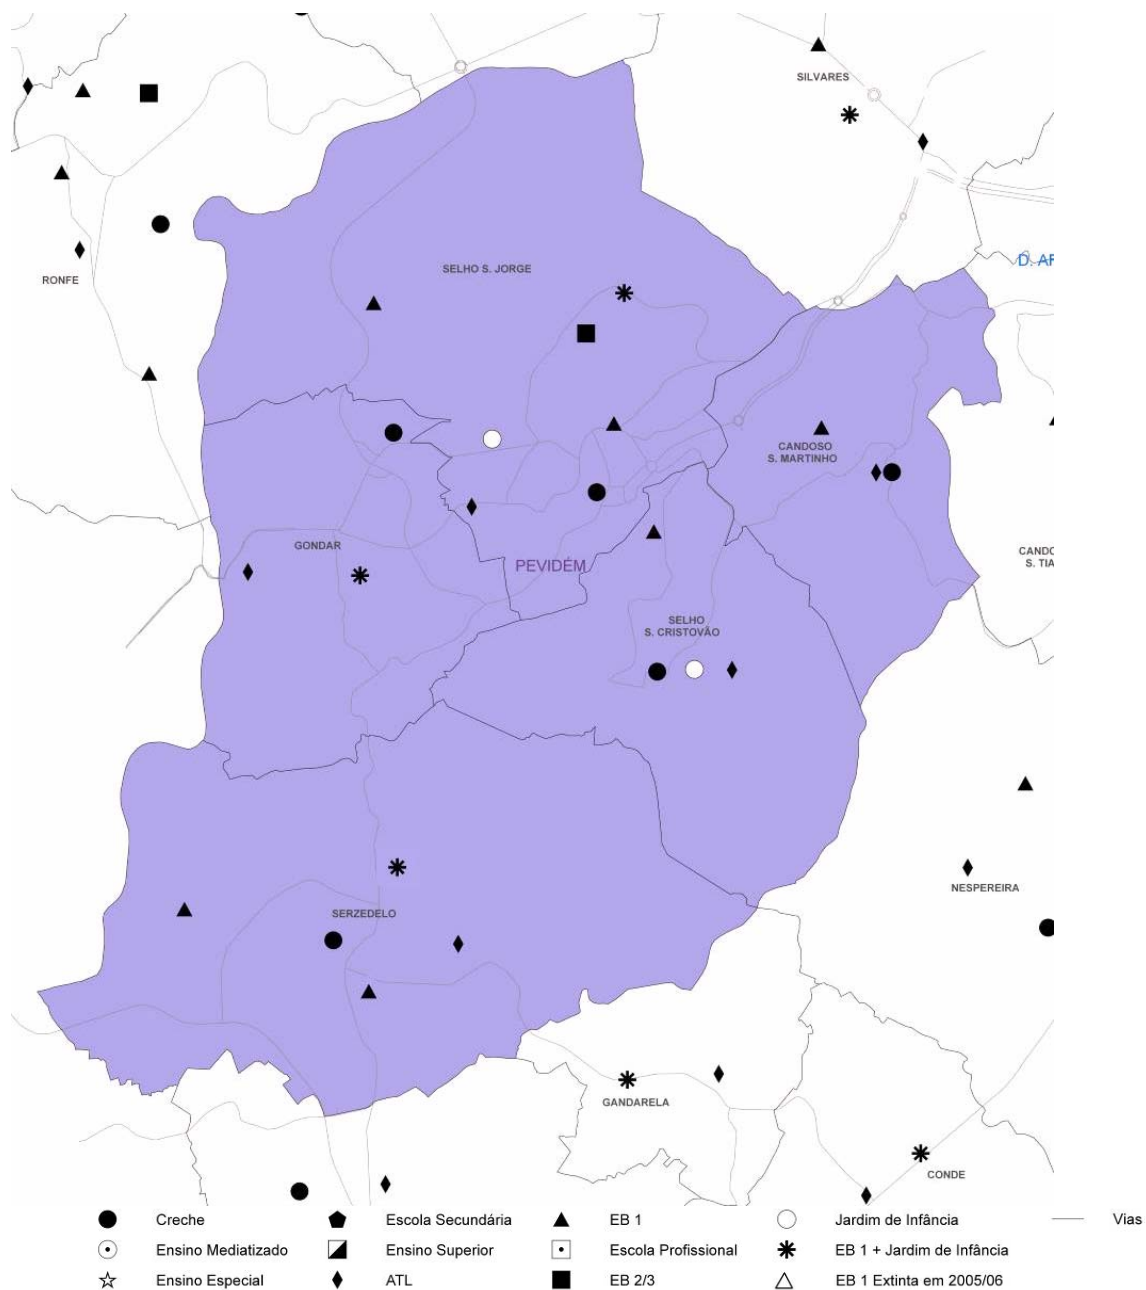 SILVARES
D. AF
RONFE
SELHO S. JORGE
CANDOSO
S. MARTINHO
GONDAR
PEVIDÉM
CANDO
S. TIA
SELHO
S. CRISTOVÃO
NESPEREIRA
SERZEDELO
GANDARELA
CONDE
Creche
Escola Secundária
EB 1
Jardim de Infância
Vias
Ensino Mediatizado
Ensino Superior
Escola Profissional
EB 1 + Jardim de Infância
Ensino Especial
ATL
EB 2/3
EB 1 Extinta em 2005/06